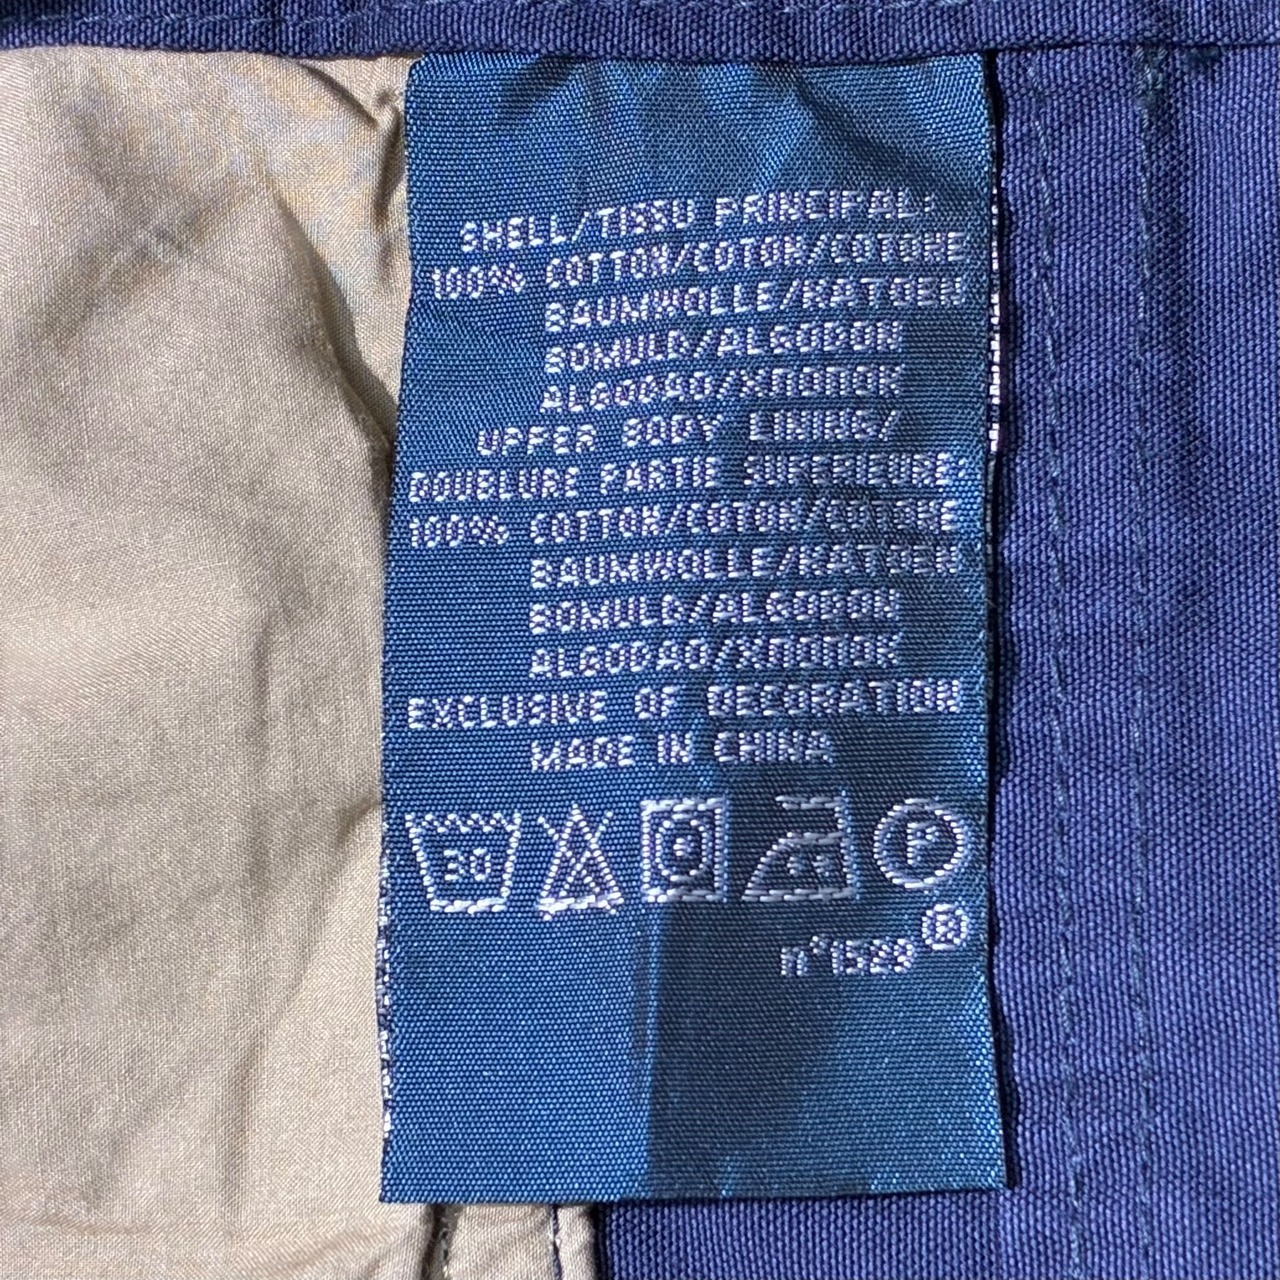 SHELL/TISSU PRINCIPAL:
100% COTTON/COTON/COTONE
BAUMWOLLE/KATOEN
BOMULD/ALGODON
ALGODAO/ХЛОПОК
UPPER BODY LINING/
DOUBLURE PARTIE SUPERIEURE:
100% COTTON/COTON/COTONE
BAUMWOLLE/KATOEN
BOMULD/ALGODON
ALGODAO/ХЛОПОК
EXCLUSIVE OF DECORATION
MADE IN CHINA
30 P
n°1529 ®